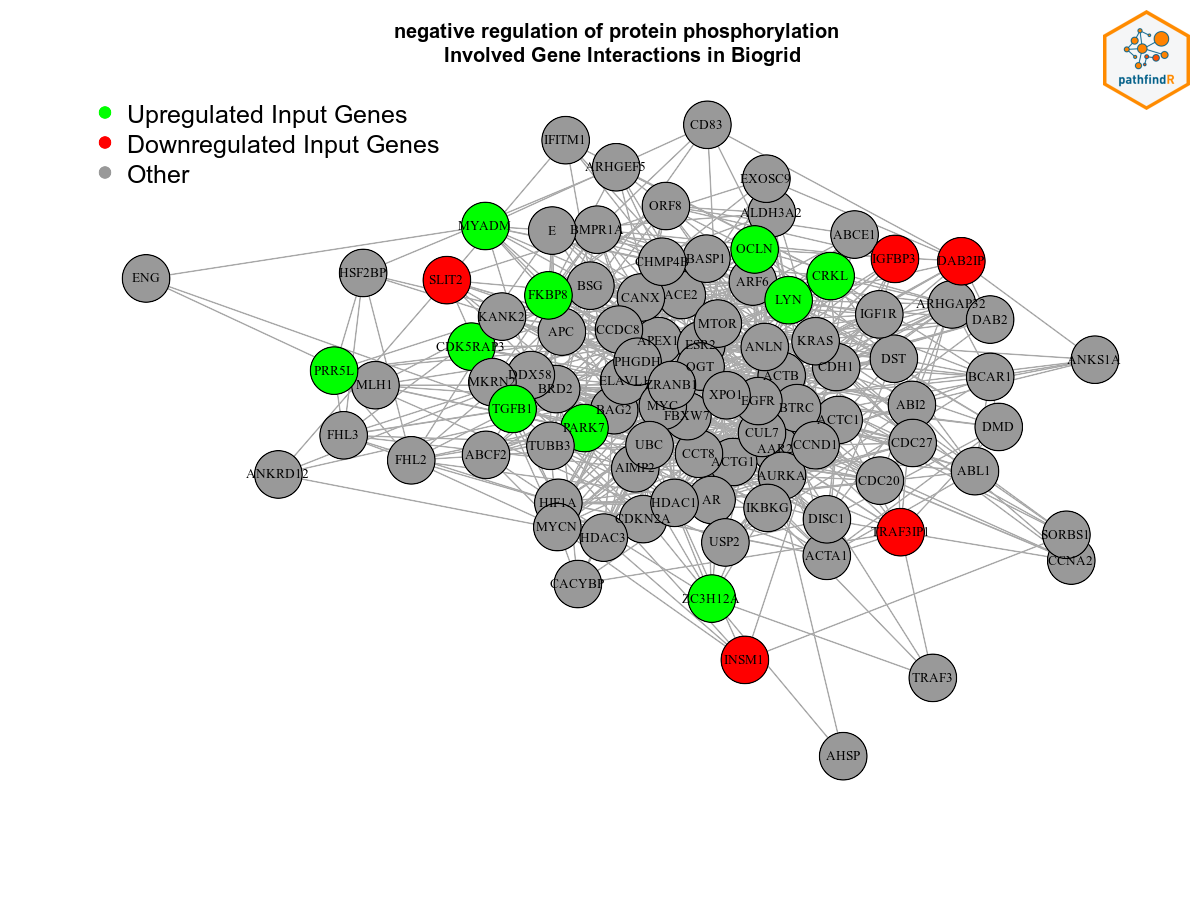 negative regulation of protein phosphorylation
Involved Gene Interactions in Biogrid
pathfindR
Upregulated Input Genes
Downregulated Input Genes
Other
CD83
IFITM1
ARHGEF5
EXOSC9
ORF8
ALDH3A2
MYADM
E
BMPR1A
ABCE1
OCLN
IGFBP3
DAB2IP
CHMP4B
BASP1
ENG
HSF2BP
SLIT2
FKBP8
BSG
CANX
ACE2
ARF6
CRKL
LYN
ARHGAP32
IGF1R
DAB2
KANK2
APC
CCDC8
MTOR
APEX1
ESR2
ANLN
KRAS
CDK5RAP3
PHGDH
OGT
DST
ANKS1A
CDH1
PRR5L
MLH1
MKRN2
DDX58
BRD2
ELAVL1
ACTB
BCAR1
XPO1
EGFR
TGFB1
BAG2
MYC
FBXW7
BTRC
ACTC1
ABI2
DMD
FHL3
PARK7
TUBB3
UBC
CUL7
AAR2
CCND1
CDC27
ANKRD12
FHL2
ABCF2
AIMP2
CCT8
ACTG1
AURKA
CDC20
ABL1
HIF1A
HDAC1
AR
IKBKG
MYCN
CDKN2A
DISC1
HDAC3
USP2
TRAF3IP1
SORBS1
ACTA1
CCNA2
CACYBP
ZC3H12A
INSM1
TRAF3
AHSP